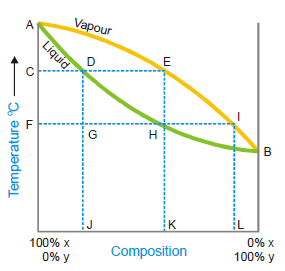 A
Vapour
Liquid
D
E
C
Temperature °C
F
G
H
I
B
J
K
L
100% x
0% y
Composition
0% x
100% y